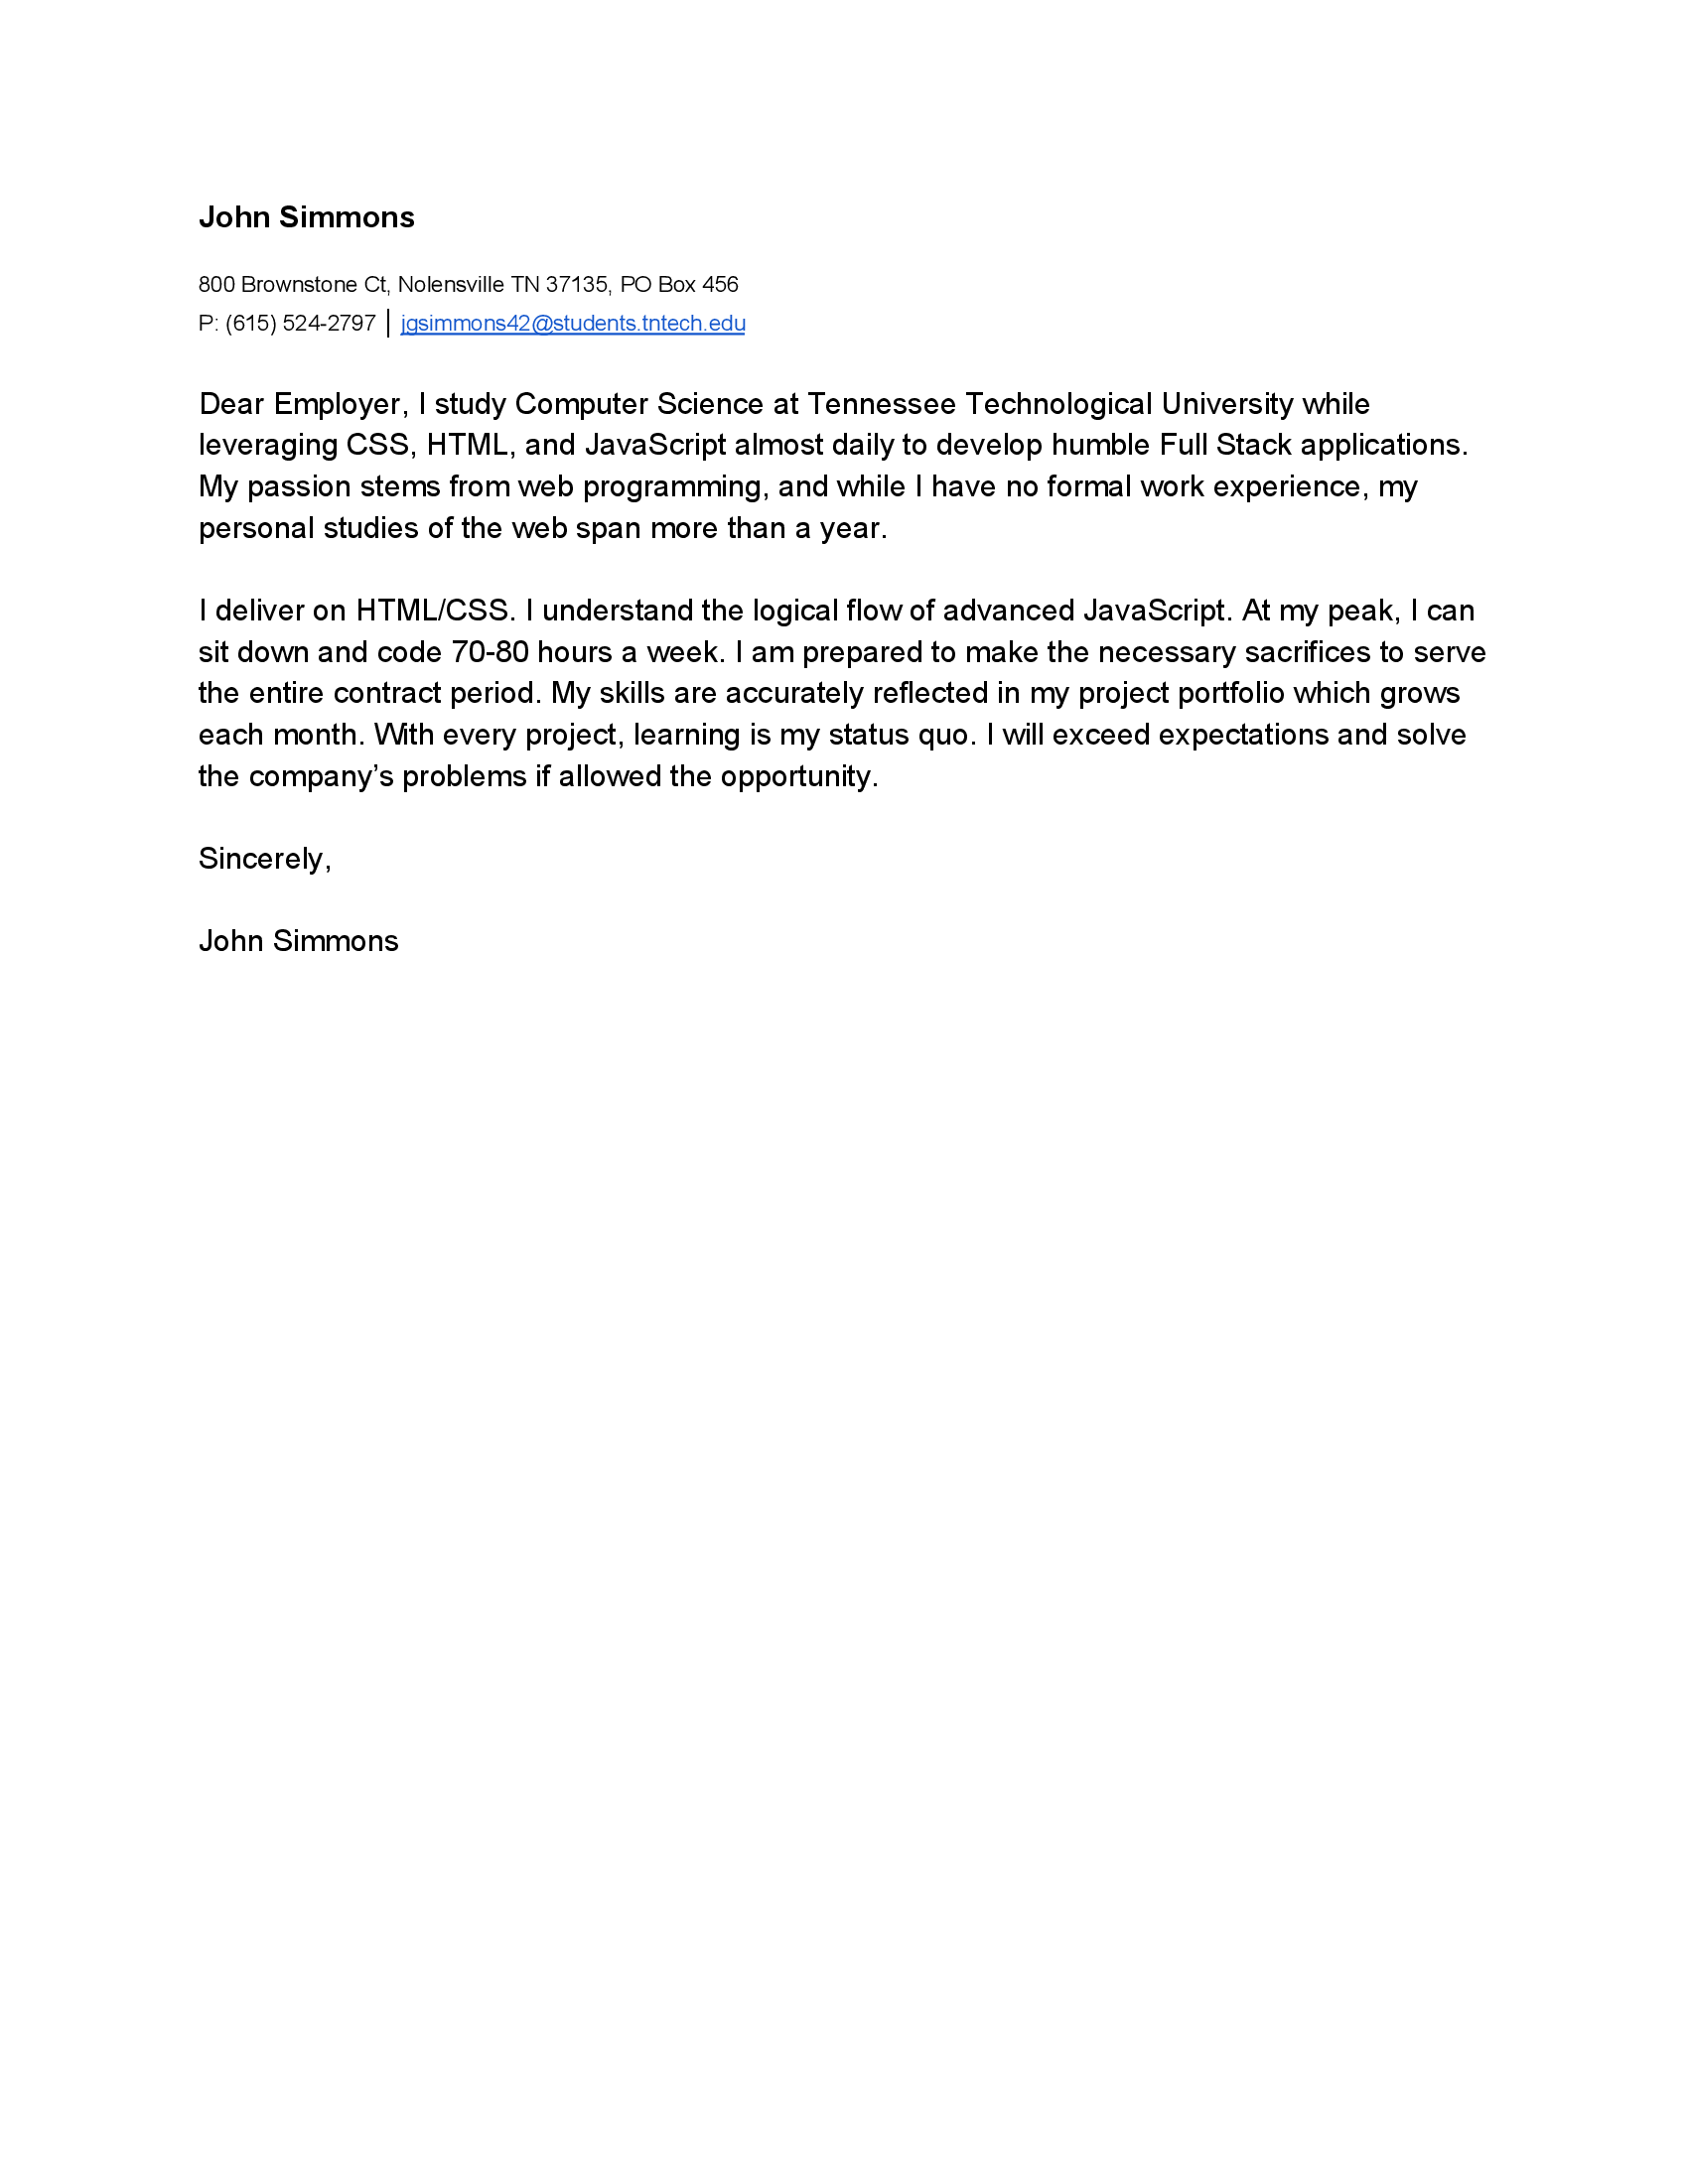 John Simmons
800 Brownstone Ct, Nolensville TN 37135, PO Box 456
P: (615) 524-2797 | jgsimmons42@students.tntech.edu
Dear Employer, I study Computer Science at Tennessee Technological University while
leveraging CSS, HTML, and JavaScript almost daily to develop humble Full Stack applications.
My passion stems from web programming, and while I have no formal work experience, my
personal studies of the web span more than a year.
I deliver on HTML/CSS. I understand the logical flow of advanced JavaScript. At my peak, I can
sit down and code 70-80 hours a week. I am prepared to make the necessary sacrifices to serve
the entire contract period. My skills are accurately reflected in my project portfolio which grows
each month. With every project, learning is my status quo. I will exceed expectations and solve
the company’s problems if allowed the opportunity.
Sincerely,
John Simmons